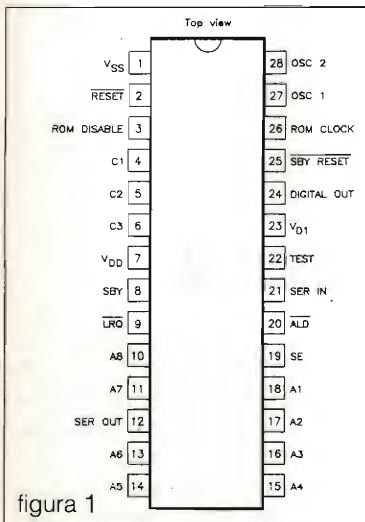 Top view
V_SS 1 28 OSC 2
RESET 2 27 OSC 1
ROM DISABLE 3 26 ROM CLOCK
C1 4 25 SBY RESET
C2 5 24 DIGITAL OUT
C3 6 23 V_D1
V_DD 7 22 TEST
SBY 8 21 SER IN
LRQ 9 20 ALD
A8 10 19 SE
A7 11 18 A1
SER OUT 12 17 A2
A6 13 16 A3
A5 14 15 A4
figura 1